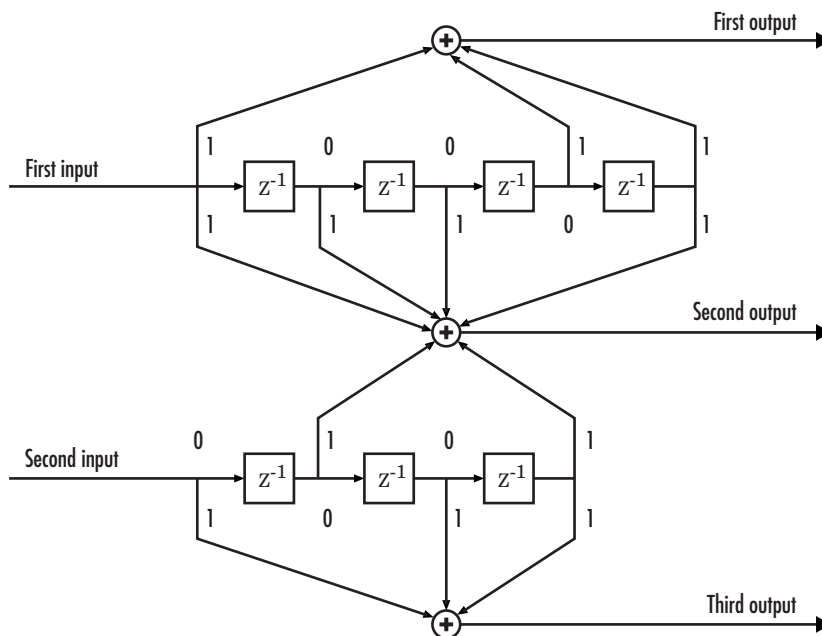 First output
1 0 0 1 1
First input
z⁻¹ z⁻¹ z⁻¹ z⁻¹
1 1 1 0 1
Second output
0 1 0 1
Second input
z⁻¹ z⁻¹ z⁻¹
1 0 1 1
Third output